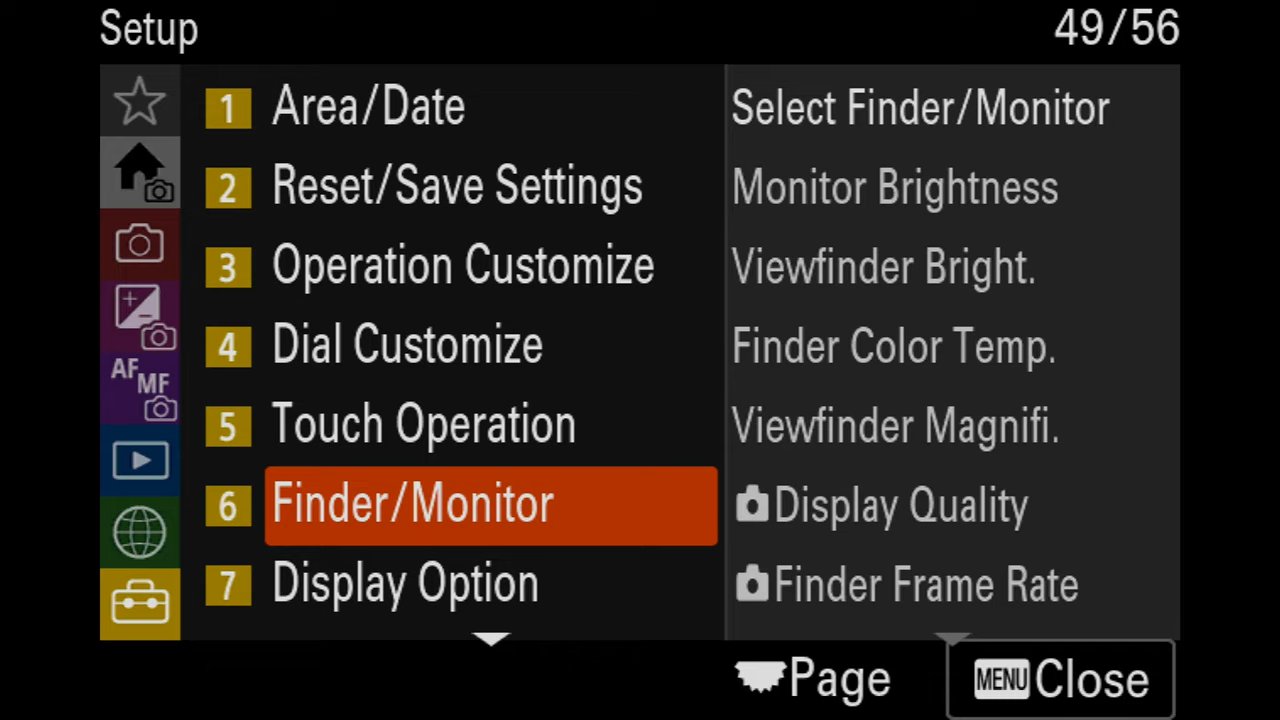 Setup
49/56
1 Area/Date
2 Reset/Save Settings
3 Operation Customize
4 Dial Customize
5 Touch Operation
6 Finder/Monitor
7 Display Option
AF MF
Select Finder/Monitor
Monitor Brightness
Viewfinder Bright.
Finder Color Temp.
Viewfinder Magnifi.
Display Quality
Finder Frame Rate
Page
MENU Close